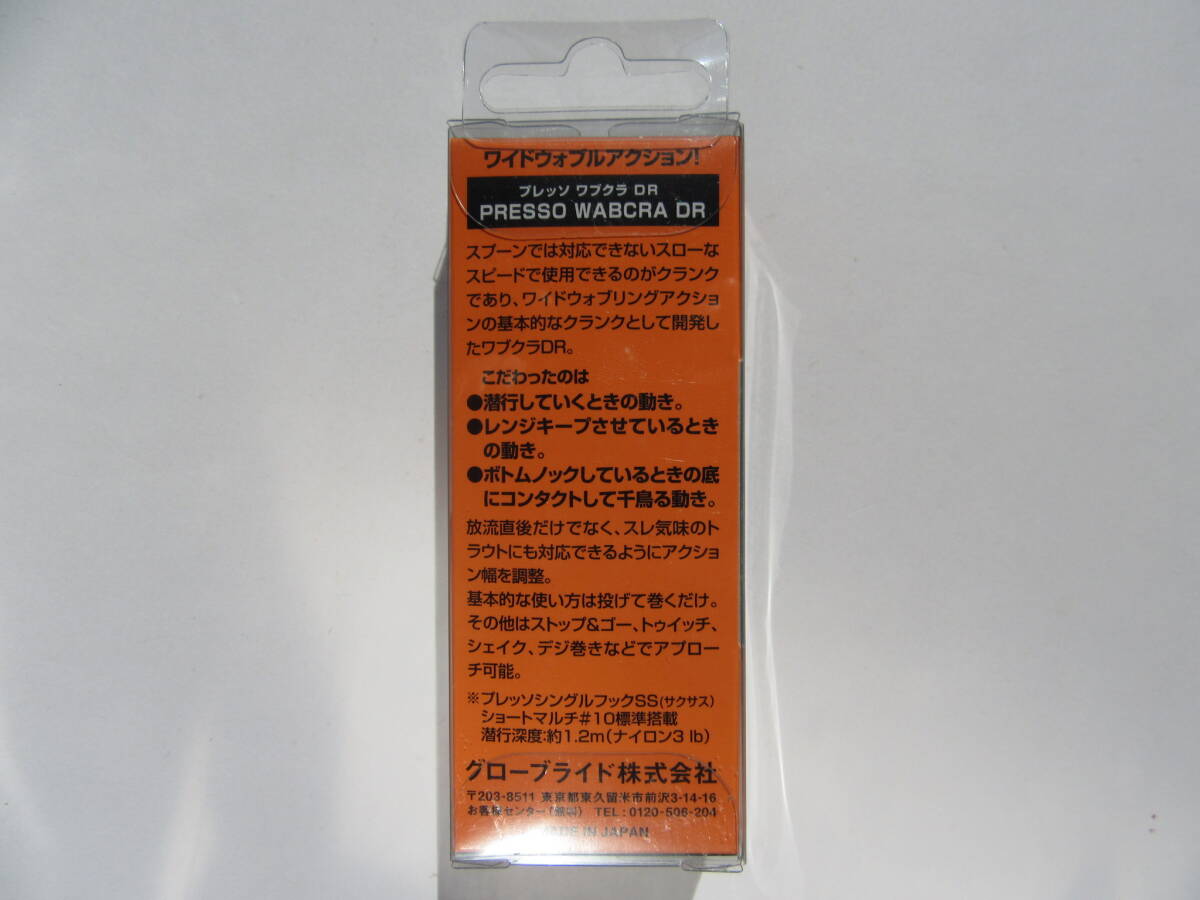 ワイドウォブルアクション!
プレッソ ワブクラ DR
PRESSO WABCRA DR
スプーンでは対応できないスローな
スピードで使用できるのがクランク
であり、ワイドウォブリングアクショ
ンの基本的なクランクとして開発し
たワブクラDR。
こだわったのは
●潜行していくときの動き。
●レンジキープさせているとき
の動き。
●ボトムノックしているときの底
にコンタクトして千鳥る動き。
放流直後だけでなく、スレ気味のト
ラウトにも対応できるようにアクショ
ン幅を調整。
基本的な使い方は投げて巻くだけ。
その他はストップ&ゴー、トゥイッチ、
シェイク、デジ巻きなどでアプロー
チ可能。
※プレッソシングルフックSS(サクサス)
ショートマルチ#10標準搭載
潜行深度:約1.2m(ナイロン3 lb)
グローブライド株式会社
〒203-8511 東京都東久留米市前沢3-14-16
お客様センター(無料) TEL:0120-506-204
MADE IN JAPAN